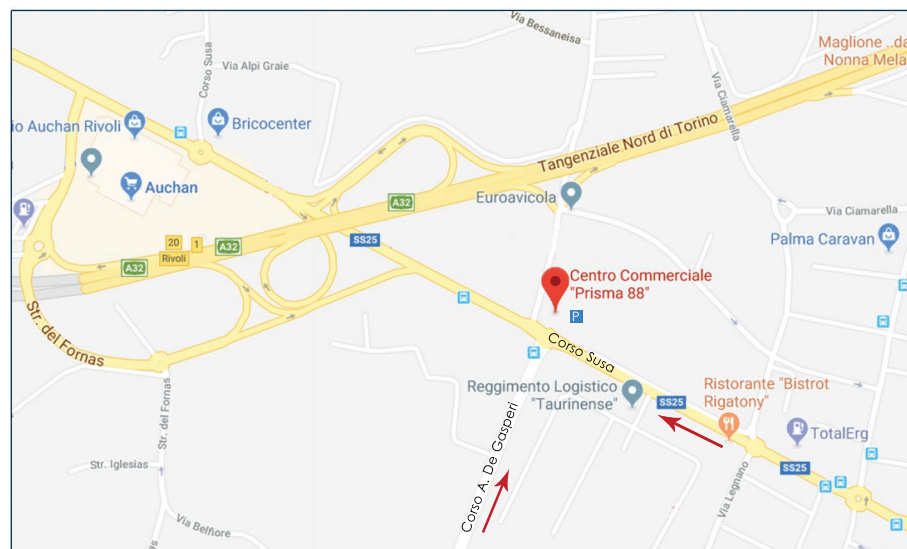 Via Bessaneisa
Maglione ..da
Nonna Mela
Corso Susa
Via Alpi Graie
Via Ciamarella
io Auchan Rivoli
Bricocenter
Tangenziale Nord di Torino
Auchan
Euroavicola
A32
Via Ciamarella
20
1
Rivoli
A32
A32
SS25
Palma Caravan
Centro Commerciale
"Prisma 88"
P
Str. del Fornas
Corso Susa
Reggimento Logistico
"Taurinense"
SS25
Ristorante "Bistrot
Rigatony"
Str. del Fornas
TotalErg
Corso A. De Gasperi
Str. Iglesias
SS25
Via Legnano
Via Belfiore